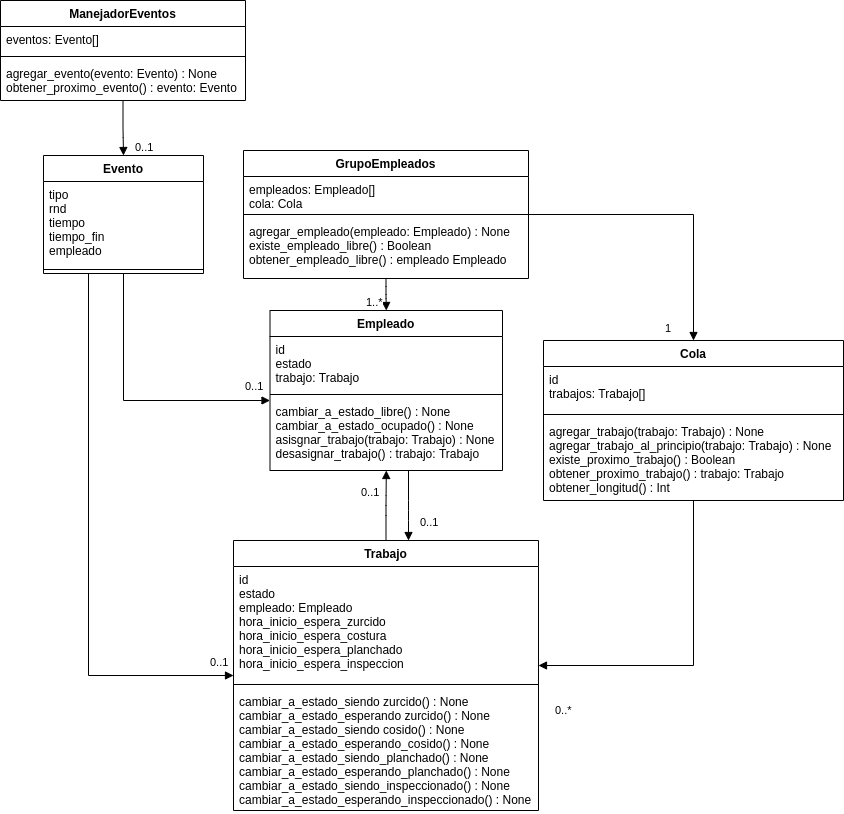 ManejadorEventos
eventos: Evento[]
agregar_evento(evento: Evento) : None
obtener_proximo_evento() : evento: Evento
0..1
Evento
tipo
rnd
tiempo
tiempo_fin
empleado
GrupoEmpleados
empleados: Empleado[]
cola: Cola
agregar_empleado(empleado: Empleado) : None
existe_empleado_libre() : Boolean
obtener_empleado_libre() : empleado Empleado
1..*
1
Empleado
id
estado
trabajo: Trabajo
cambiar_a_estado_libre() : None
cambiar_a_estado_ocupado() : None
asisgnar_trabajo(trabajo: Trabajo) : None
desasignar_trabajo() : trabajo: Trabajo
0..1
Cola
id
trabajos: Trabajo[]
agregar_trabajo(trabajo: Trabajo) : None
agregar_trabajo_al_principio(trabajo: Trabajo) : None
existe_proximo_trabajo() : Boolean
obtener_proximo_trabajo() : trabajo: Trabajo
obtener_longitud() : Int
0..1
0..1
Trabajo
id
estado
empleado: Empleado
hora_inicio_espera_zurcido
hora_inicio_espera_costura
hora_inicio_espera_planchado
hora_inicio_espera_inspeccion
0..1
cambiar_a_estado_siendo zurcido() : None
cambiar_a_estado_esperando zurcido() : None
cambiar_a_estado_siendo cosido() : None
cambiar_a_estado_esperando_cosido() : None
cambiar_a_estado_siendo_planchado() : None
cambiar_a_estado_esperando_planchado() : None
cambiar_a_estado_siendo_inspeccionado() : None
cambiar_a_estado_esperando_inspeccionado() : None
0..*